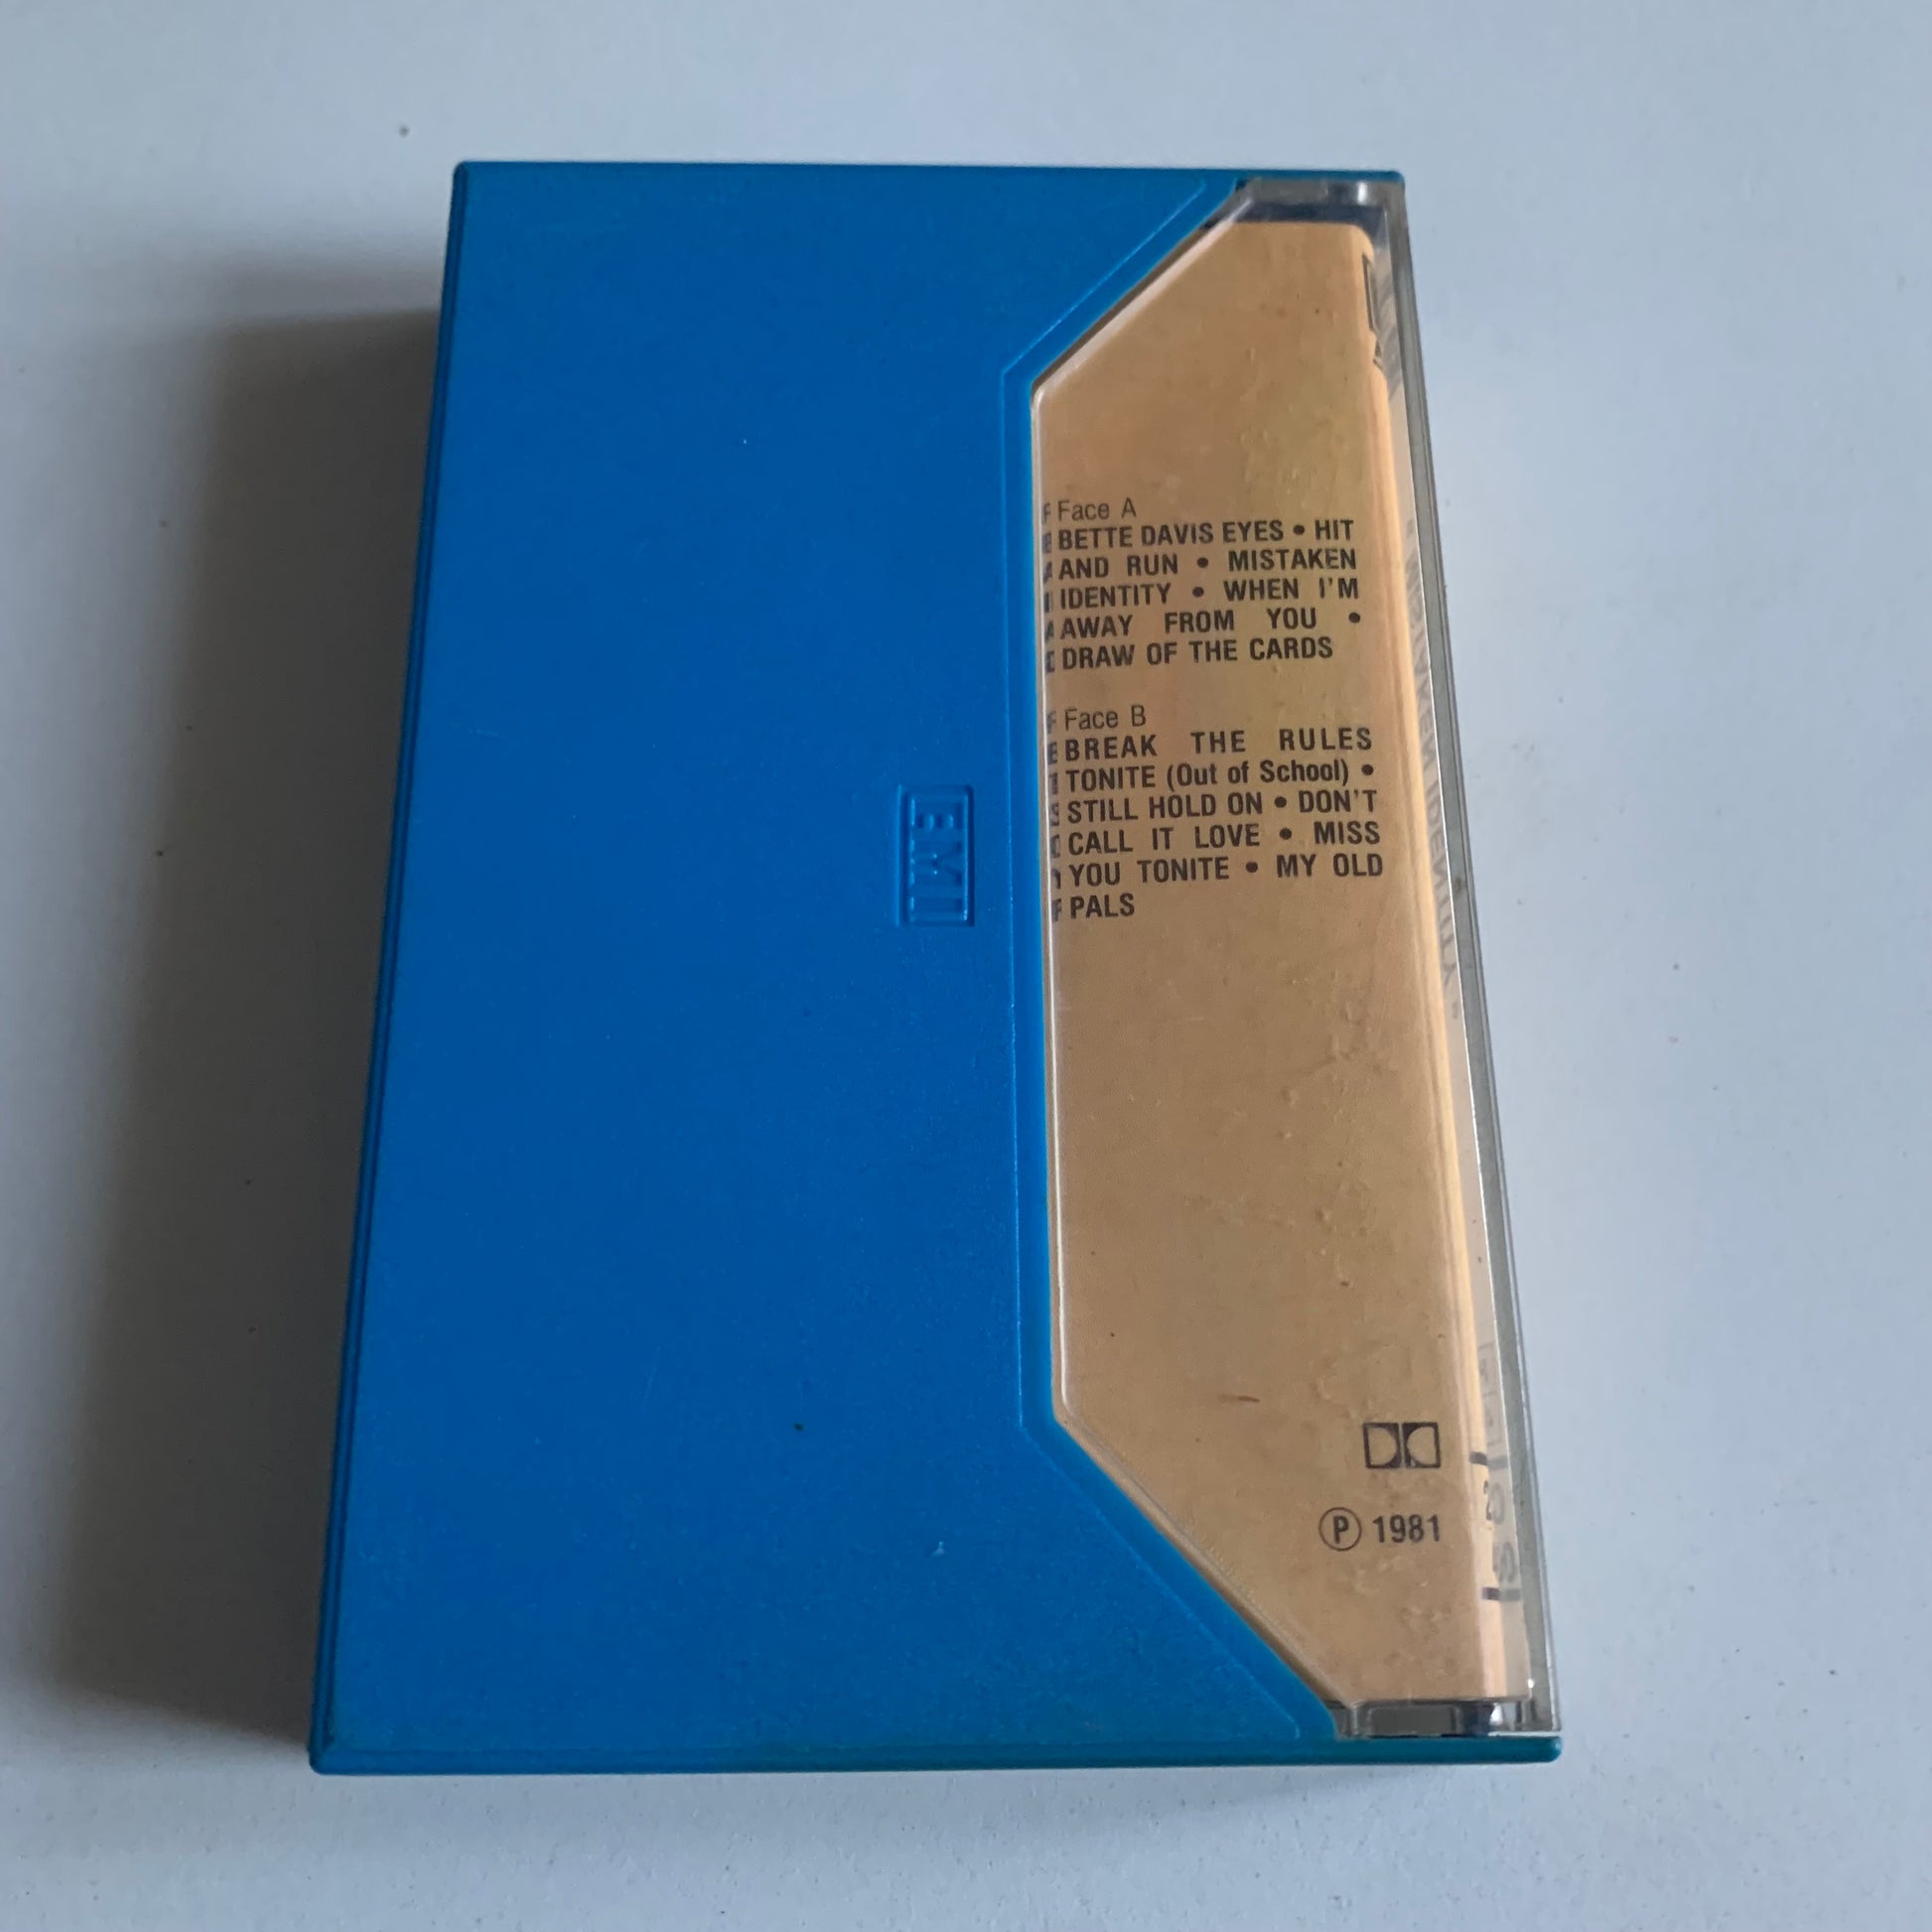 Face A
BETTE DAVIS EYES • HIT
AND RUN • MISTAKEN
IDENTITY • WHEN I'M
AWAY FROM YOU •
DRAW OF THE CARDS
Face B
BREAK THE RULES
TONITE (Out of School) •
STILL HOLD ON • DON'T
CALL IT LOVE • MISS
YOU TONITE • MY OLD
PALS
℗ 1981
EMI
MISTAKEN IDENTITY"